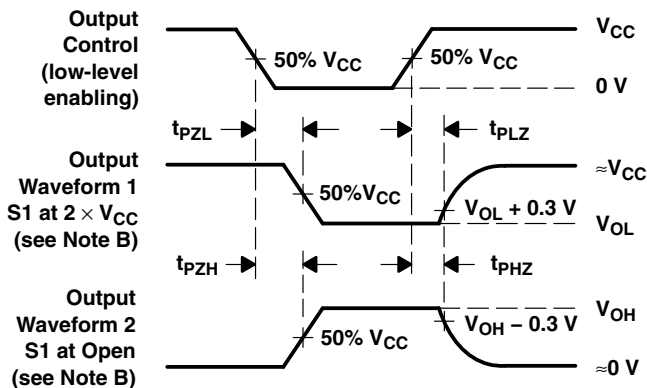 Output
Control
(low-level
enabling)
50% VCC
50% VCC
VCC
0 V
tPZL
tPLZ
Output
Waveform 1
S1 at 2 × VCC
(see Note B)
50%VCC
VOL + 0.3 V
≈VCC
VOL
tPZH
tPHZ
Output
Waveform 2
S1 at Open
(see Note B)
50% VCC
VOH − 0.3 V
VOH
≈0 V